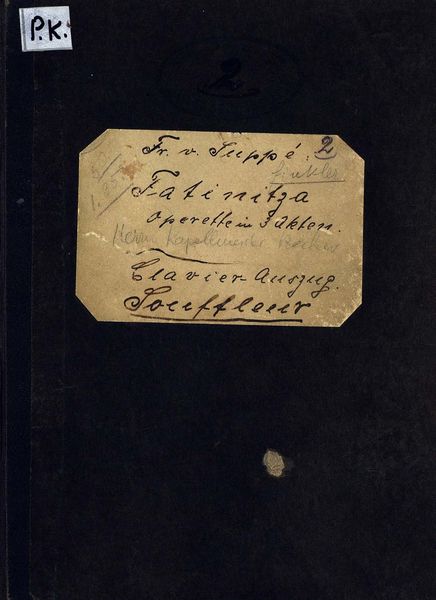 P.K.
2
Fr. v. Suppé. 2
Fatinitza
Operette in 3 Akten.
Herrn Kapellmeister
Clavier-Auszug.
Souffleur